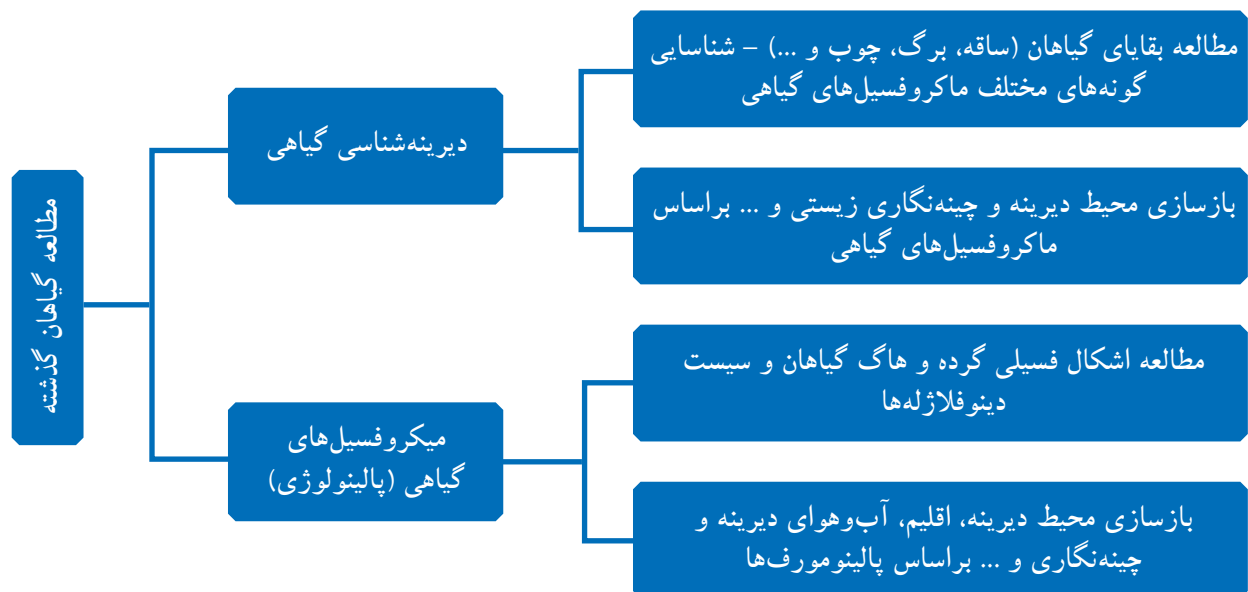 مطالعه گیاهان گذشته
دیرینه‌شناسی گیاهی
مطالعه بقایای گیاهان (ساقه، برگ، چوب و ...) – شناسایی
گونه‌های مختلف ماکروفسیل‌های گیاهی
بازسازی محیط دیرینه و چینه‌نگاری زیستی و ... براساس
ماکروفسیل‌های گیاهی
میکروفسیل‌های
گیاهی (پالینولوژی)
مطالعه اشکال فسیلی گرده و هاگ گیاهان و سیست
دینوفلاژله‌ها
بازسازی محیط دیرینه، اقلیم، آب‌وهوای دیرینه و
چینه‌نگاری و ... براساس پالینومورف‌ها